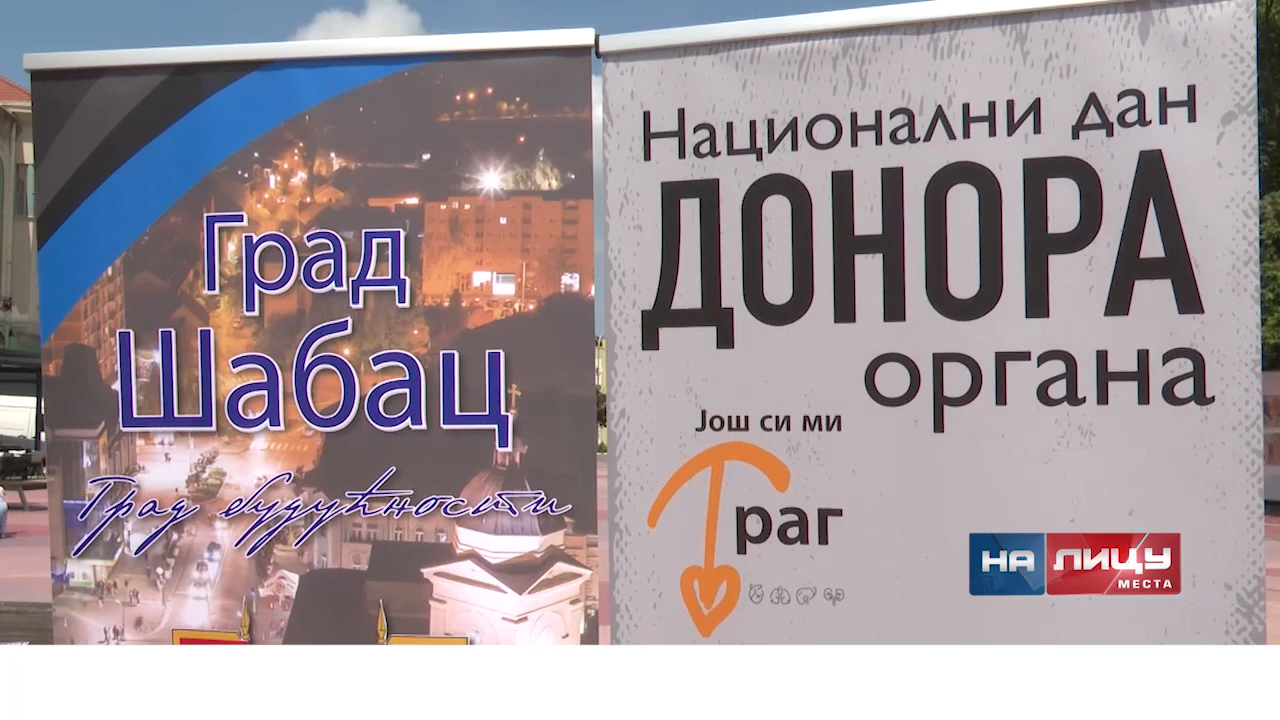 Град
Шабац
Град будућности
Национални дан
ДОНОРА
органа
Још си ми
Траг
НА ЛИЦУ
МЕСТА